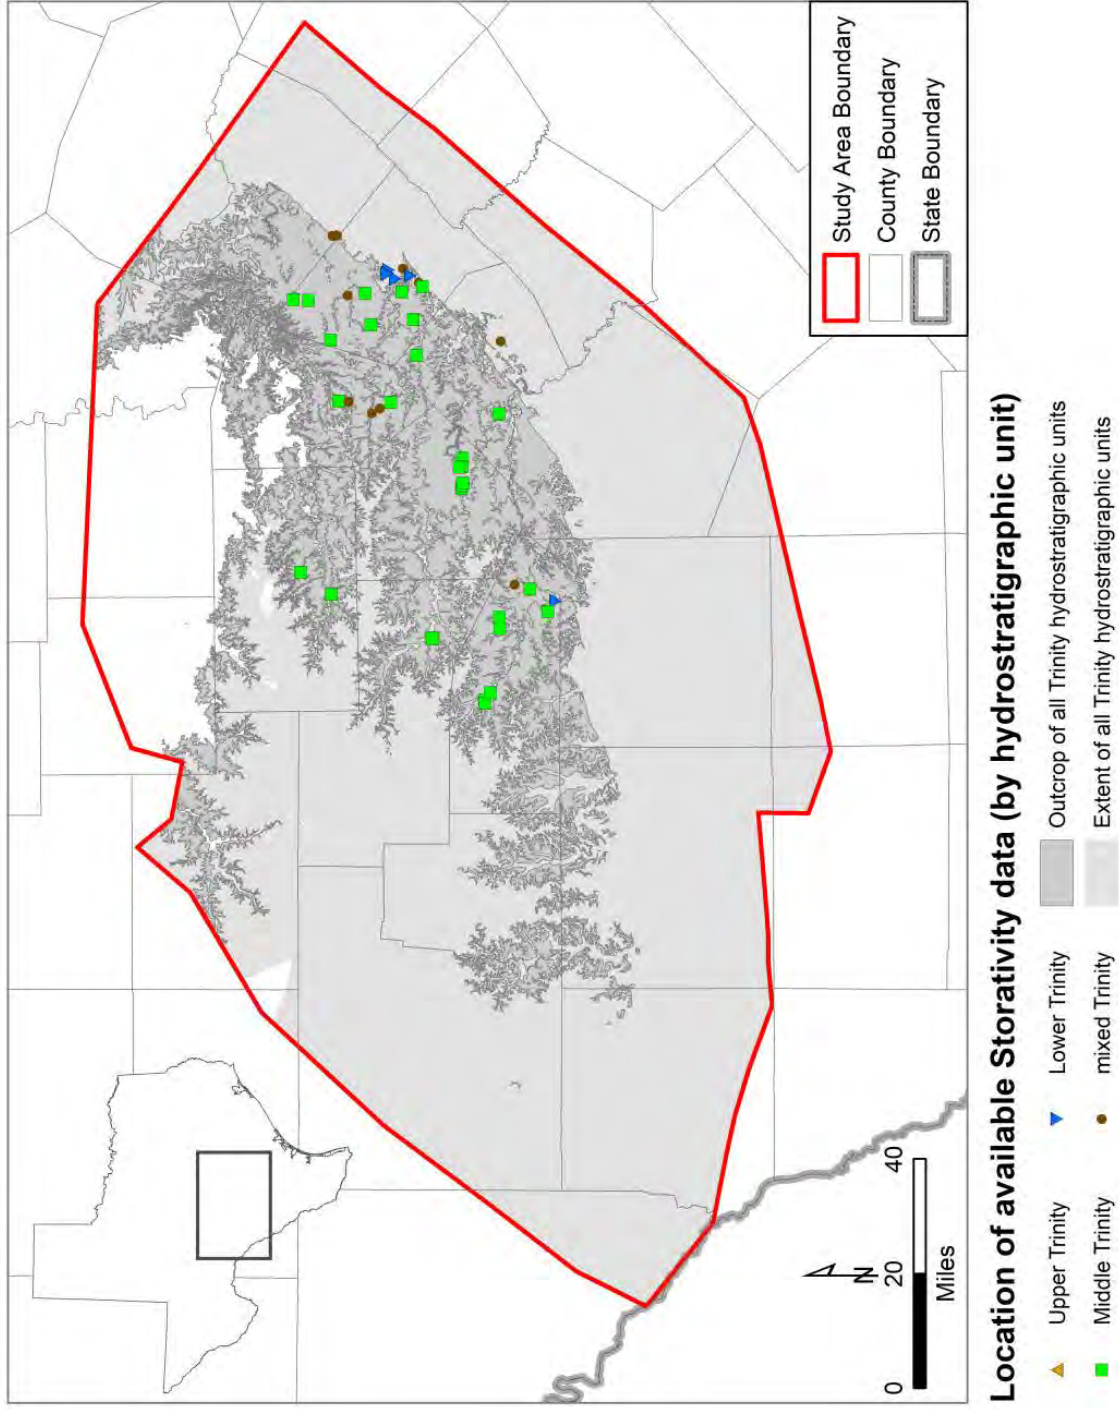 Study Area Boundary
County Boundary
State Boundary
N
0 20 40
Miles
Location of available Storativity data (by hydrostratigraphic unit)
Upper Trinity
Lower Trinity
Outcrop of all Trinity hydrostratigraphic units
Middle Trinity
mixed Trinity
Extent of all Trinity hydrostratigraphic units